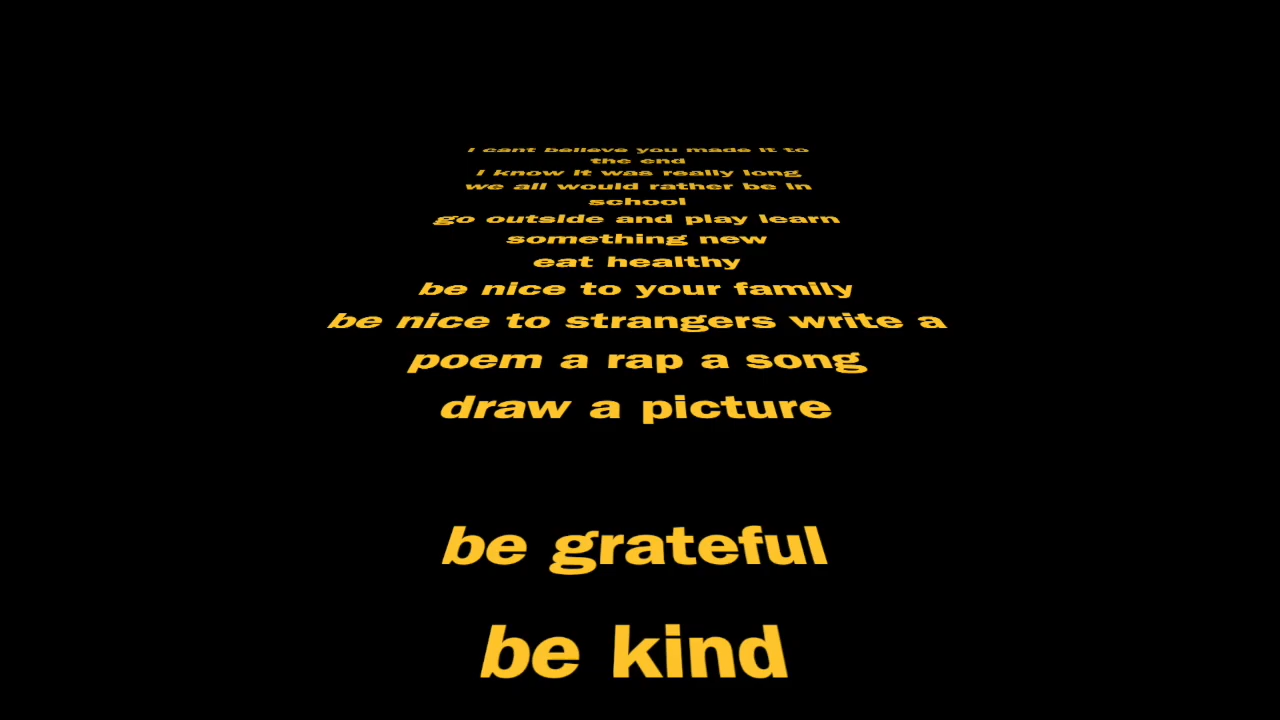 I cant believe you made it to
the end
I know it was really long
we all would rather be in
school
go outside and play learn
something new
eat healthy
be nice to your family
be nice to strangers write a
poem a rap a song
draw a picture
be grateful
be kind